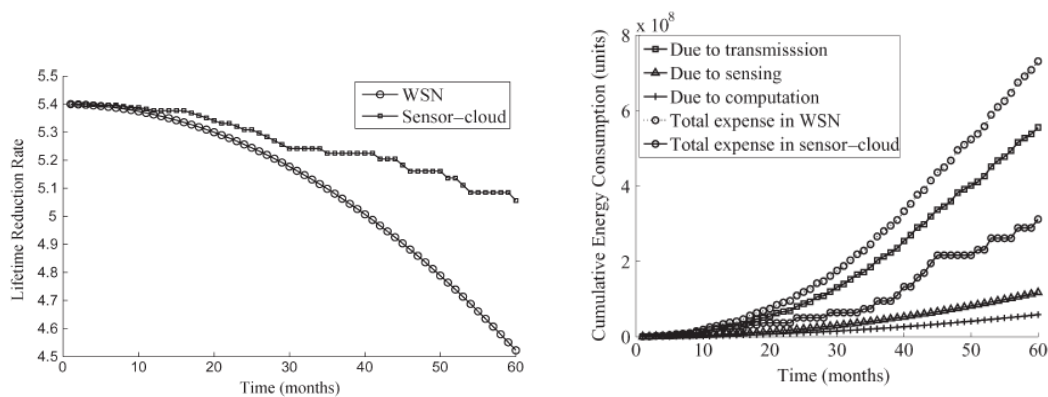 5.5
5.4
5.3
5.2
5.1
5
4.9
4.8
4.7
4.6
4.5
Lifetime Reduction Rate
WSN
Sensor–cloud
0 10 20 30 40 50 60
Time (months)
x 10^8
8
6
4
2
0
Cumulative Energy Consumption (units)
Due to transmisssion
Due to sensing
Due to computation
Total expense in WSN
Total expense in sensor–cloud
0 10 20 30 40 50 60
Time (months)